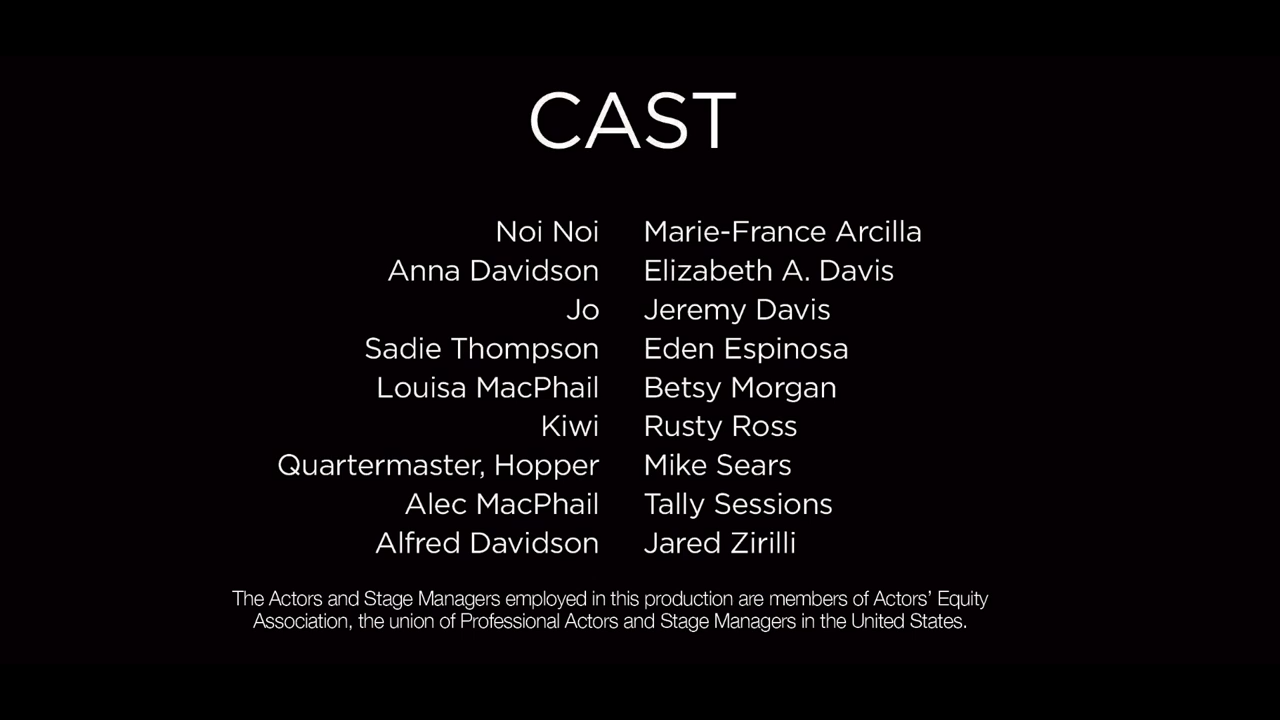 CAST
Noi Noi Marie-France Arcilla
Anna Davidson Elizabeth A. Davis
Jo Jeremy Davis
Sadie Thompson Eden Espinosa
Louisa MacPhail Betsy Morgan
Kiwi Rusty Ross
Quartermaster, Hopper Mike Sears
Alec MacPhail Tally Sessions
Alfred Davidson Jared Zirilli
The Actors and Stage Managers employed in this production are members of Actors’ Equity
Association, the union of Professional Actors and Stage Managers in the United States.